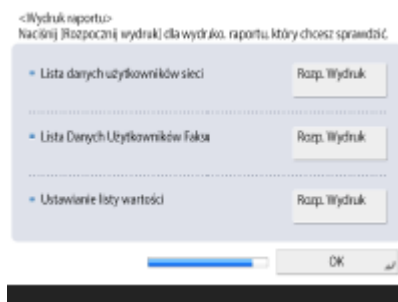 <Wydruk raportu>
Naciśnij [Rozpocznij wydruk] dla wydruko. raportu, który chcesz sprawdzić.
Lista danych użytkowników sieci
Rozp. Wydruk
Lista Danych Użytkowników Faksu
Rozp. Wydruk
Ustawianie listy wartości
Rozp. Wydruk
OK